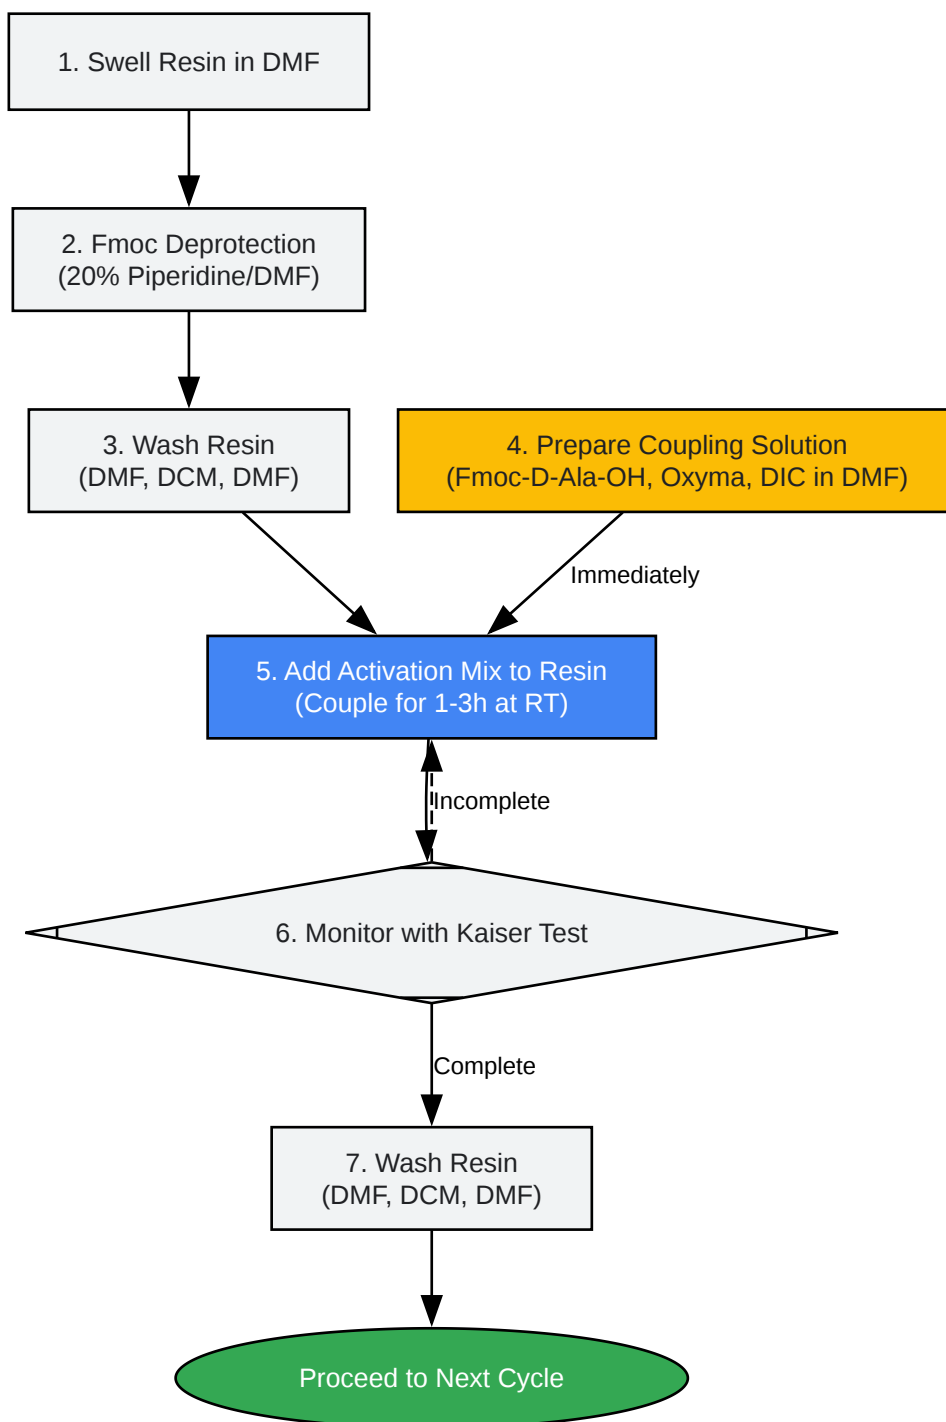 1. Swell Resin in DMF
2. Fmoc Deprotection
(20% Piperidine/DMF)
3. Wash Resin
(DMF, DCM, DMF)
4. Prepare Coupling Solution
(Fmoc-D-Ala-OH, Oxyma, DIC in DMF)
Immediately
5. Add Activation Mix to Resin
(Couple for 1-3h at RT)
Incomplete
6. Monitor with Kaiser Test
Complete
7. Wash Resin
(DMF, DCM, DMF)
Proceed to Next Cycle